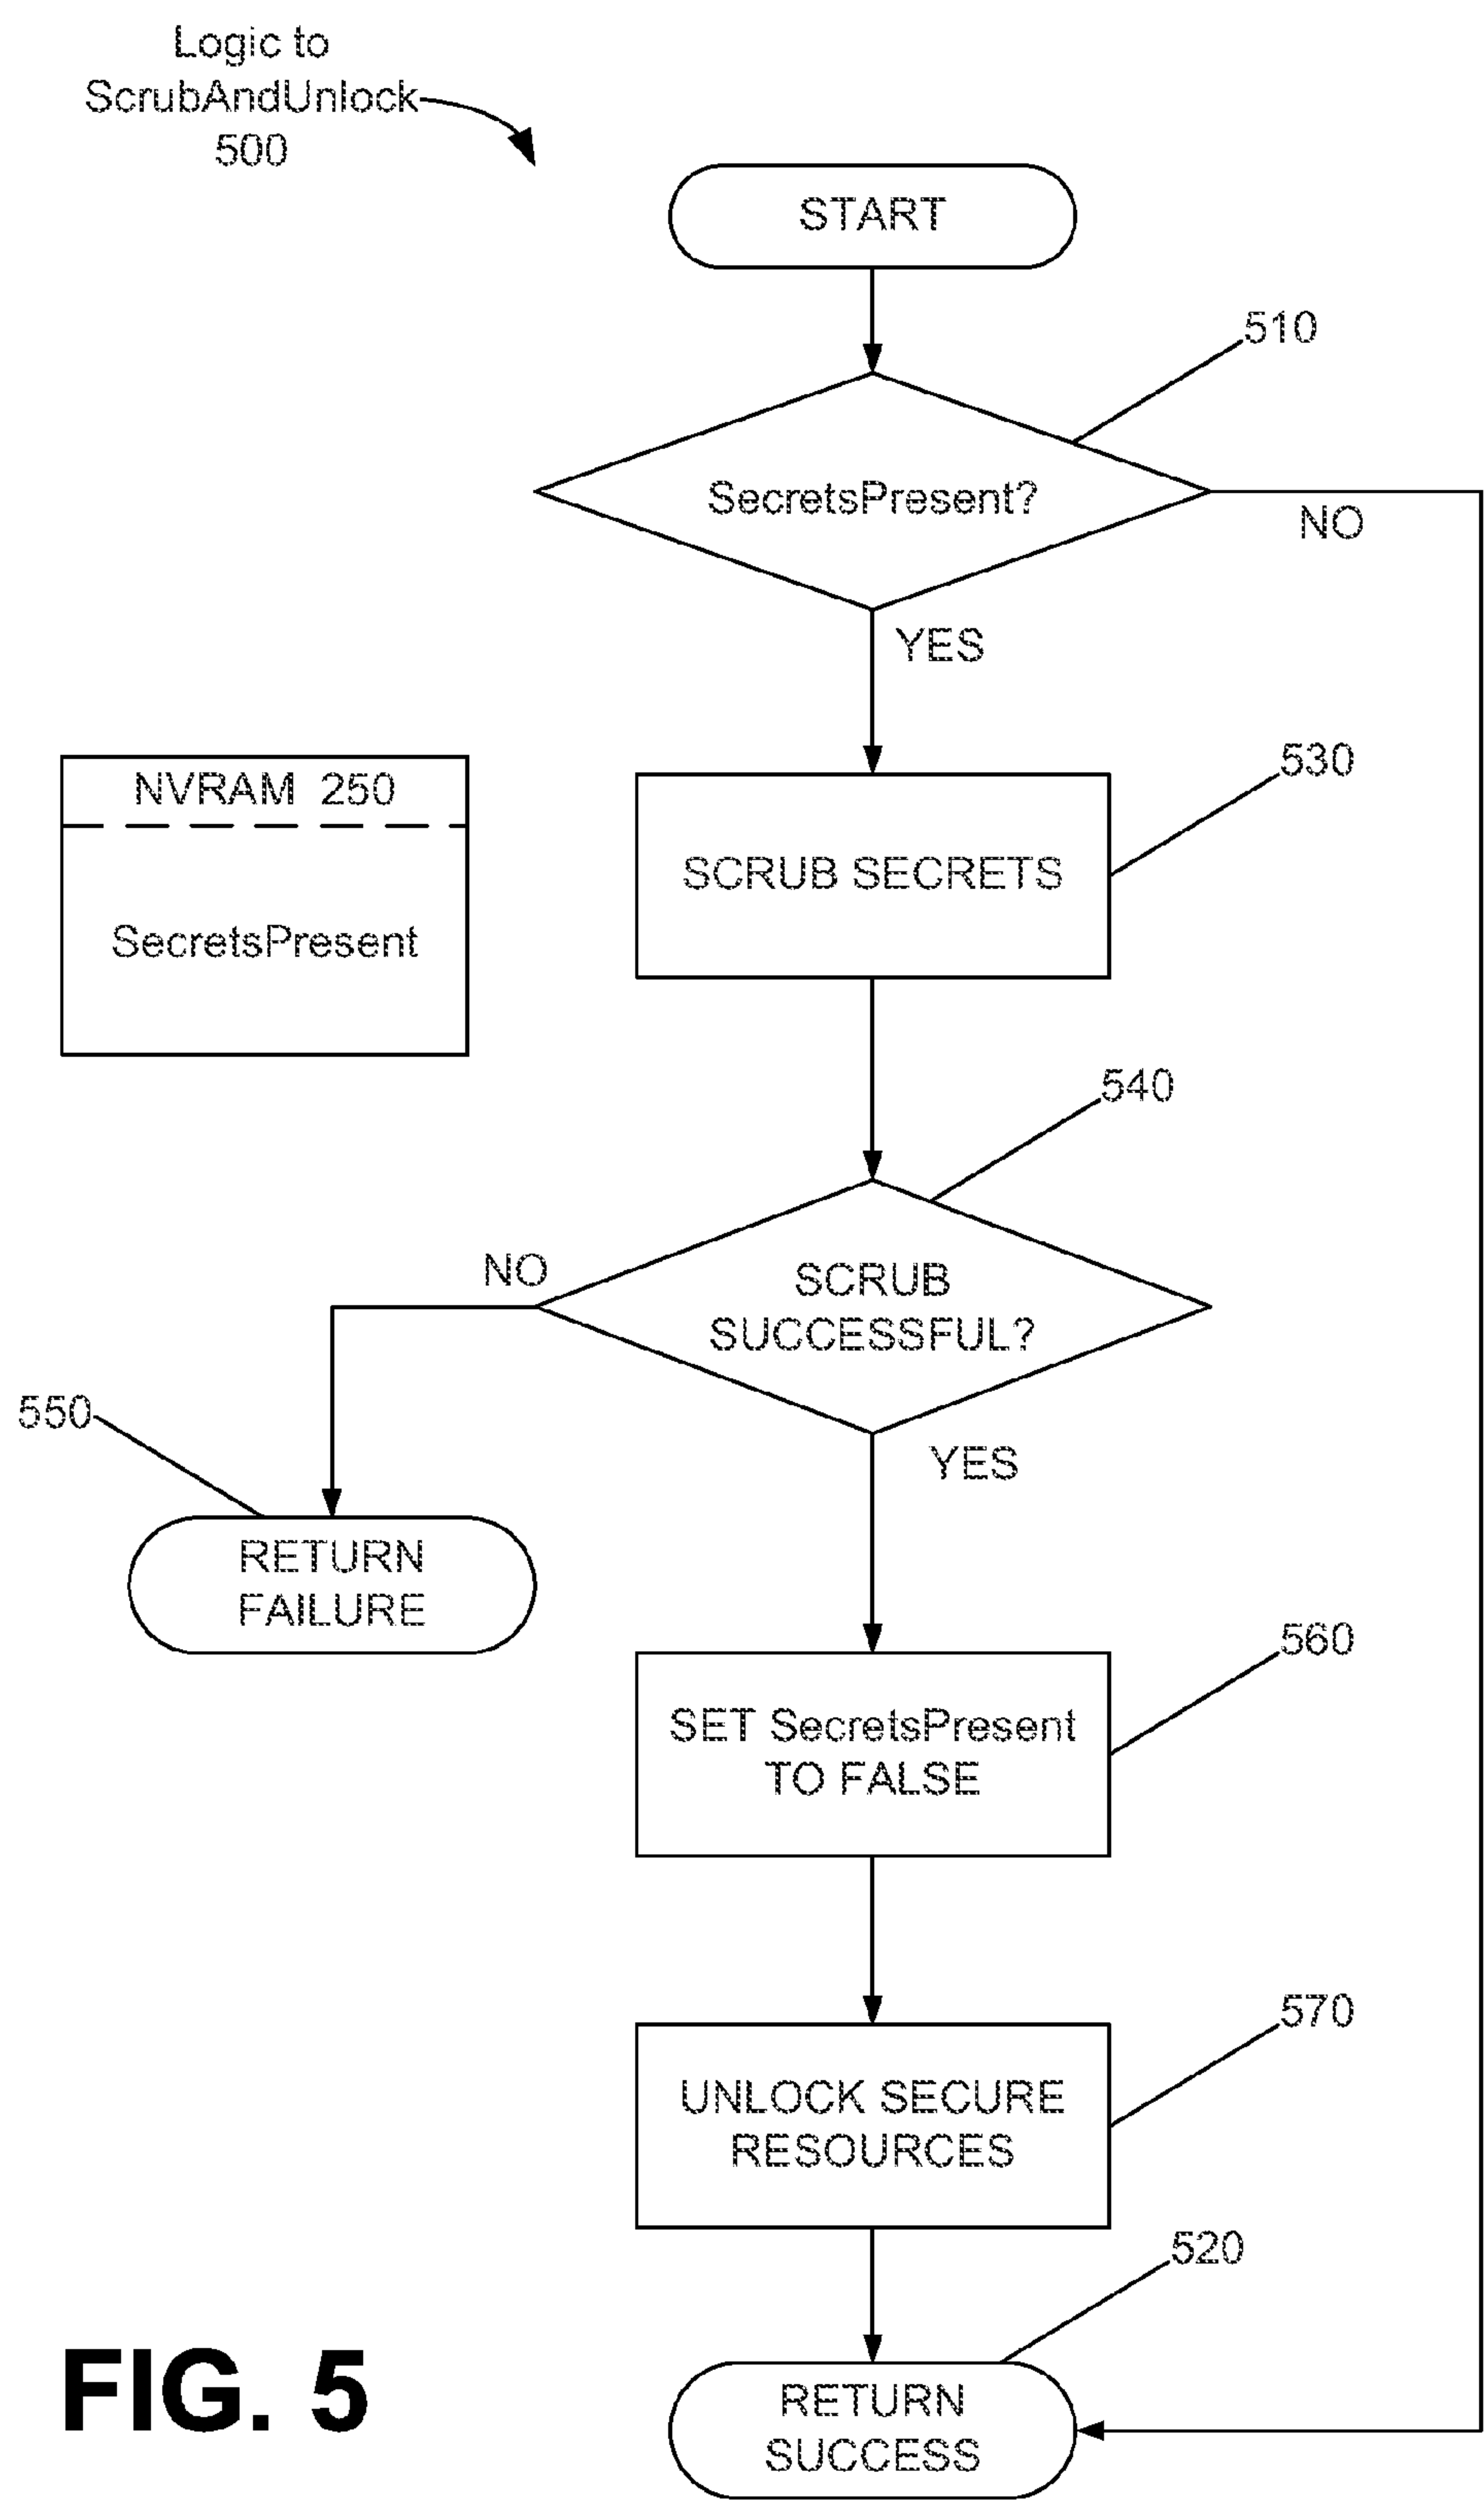 Logic to
ScrubAndUnlock
500
START
510
SecretsPresent?
NO
YES
NVRAM 250
SecretsPresent
530
SCRUB SECRETS
540
NO
SCRUB
SUCCESSFUL?
YES
550
RETURN
FAILURE
560
SET SecretsPresent
TO FALSE
570
UNLOCK SECURE
RESOURCES
520
RETURN
SUCCESS
FIG. 5